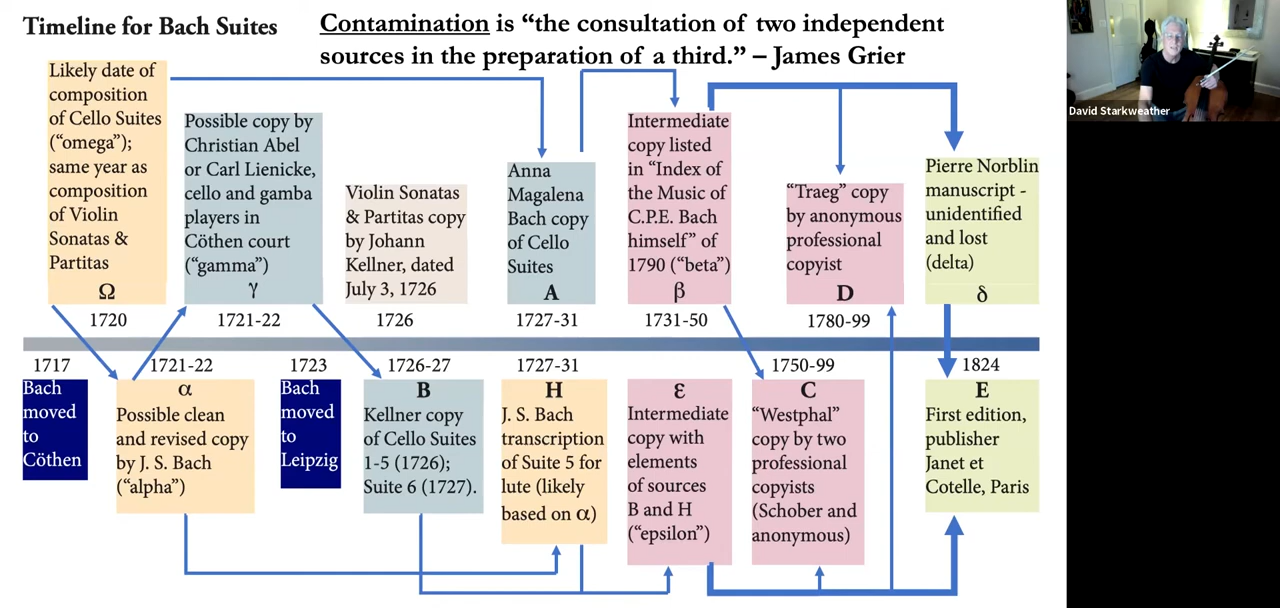 Timeline for Bach Suites
Contamination is “the consultation of two independent
sources in the preparation of a third.” – James Grier
David Starkweather
Likely date of
composition
of Cello Suites
(“omega”);
same year as
composition
of Violin
Sonatas &
Partitas
Ω
1720
Possible copy by
Christian Abel
or Carl Lienicke,
cello and gamba
players in
Cöthen court
(“gamma”)
γ
1721-22
Violin Sonatas
& Partitas copy
by Johann
Kellner, dated
July 3, 1726
1726
Anna
Magalena
Bach copy
of Cello
Suites
A
1727-31
Intermediate
copy listed
in “Index of
the Music of
C.P.E. Bach
himself” of
1790 (“beta”)
β
1731-50
“Traeg” copy
by anonymous
professional
copyist
D
1780-99
Pierre Norblin
manuscript -
unidentified
and lost
(delta)
δ
1717
Bach
moved
to
Cöthen
1721-22
α
Possible clean
and revised copy
by J. S. Bach
(“alpha”)
1723
Bach
moved
to
Leipzig
1726-27
B
Kellner copy
of Cello Suites
1-5 (1726);
Suite 6 (1727).
1727-31
H
J. S. Bach
transcription
of Suite 5 for
lute (likely
based on α)
ε
Intermediate
copy with
elements
of sources
B and H
(“epsilon”)
1750-99
C
“Westphal”
copy by two
professional
copyists
(Schober and
anonymous)
1824
E
First edition,
publisher
Janet et
Cotelle, Paris